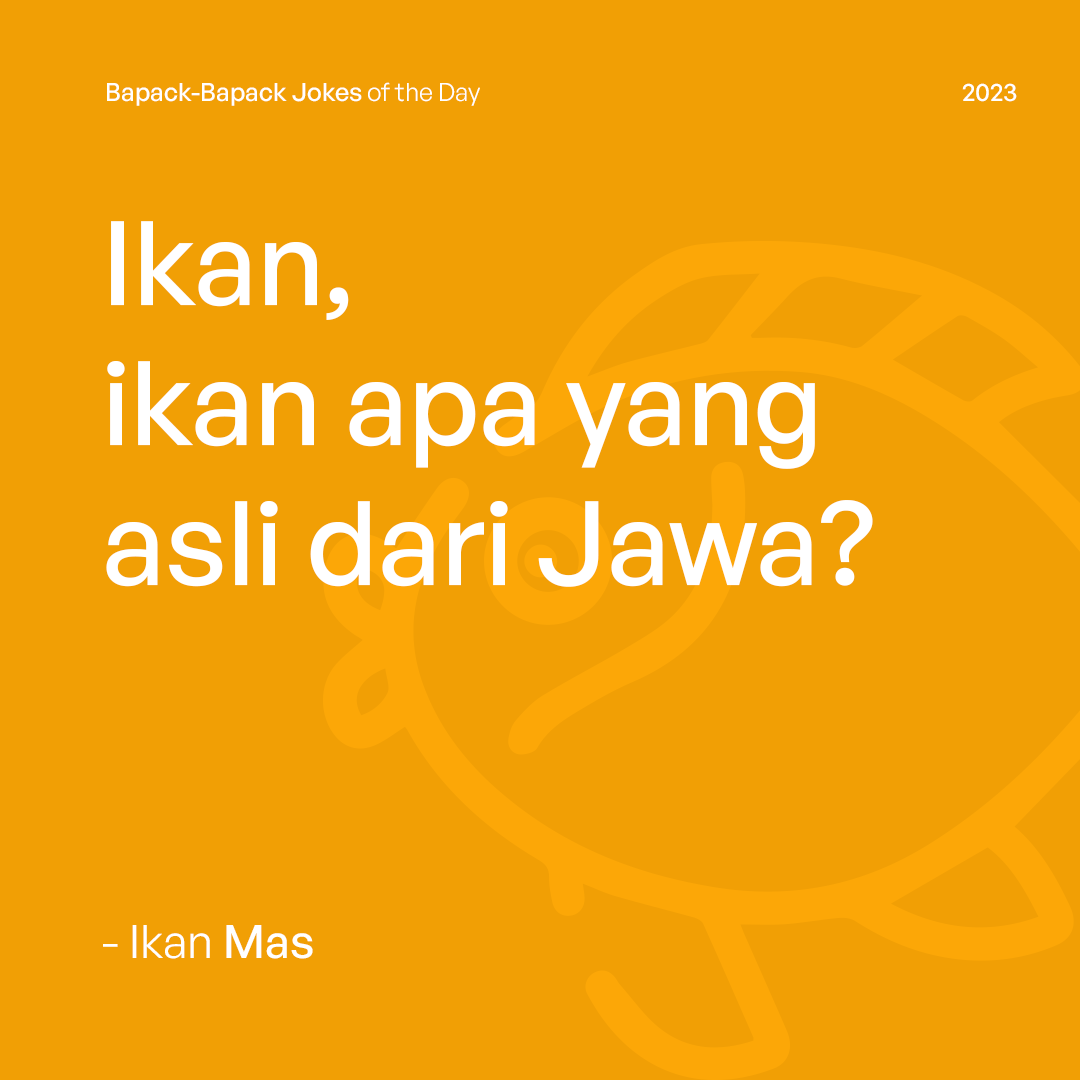 Bapack-Bapack Jokes of the Day
2023
Ikan,
ikan apa yang
asli dari Jawa?
- Ikan Mas